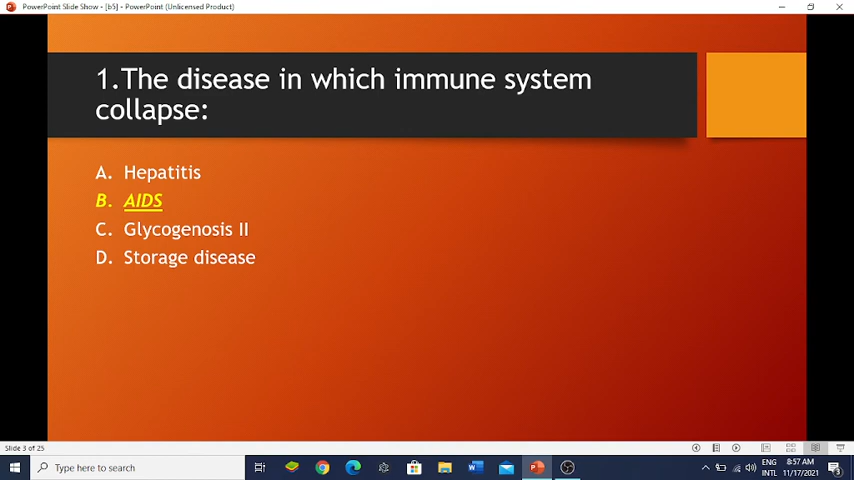 PowerPoint Slide Show - [b5] - PowerPoint (Unlicensed Product)
1.The disease in which immune system
collapse:
A. Hepatitis
B. AIDS
C. Glycogenosis II
D. Storage disease
Slide 3 of 25
Type here to search
ENG
INTL
8:57 AM
11/17/2021
3